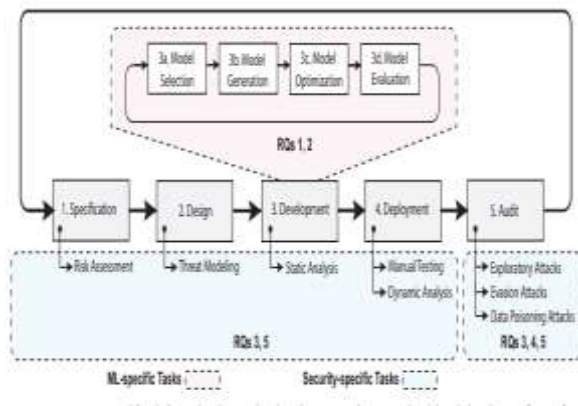 3a. Model Selection
3b. Model Generation
3c. Model Optimization
3d. Model Evaluation
RQs 1, 2
1. Specification
2. Design
3. Development
4. Deployment
5. Audit
Risk Assessment
Threat Modeling
Static Analysis
Manual Testing
Dynamic Analysis
Exploratory Attacks
Evasion Attacks
Data Poisoning Attacks
RQs 3, 5
RQs 3, 4, 5
ML-specific Tasks
Security-specific Tasks